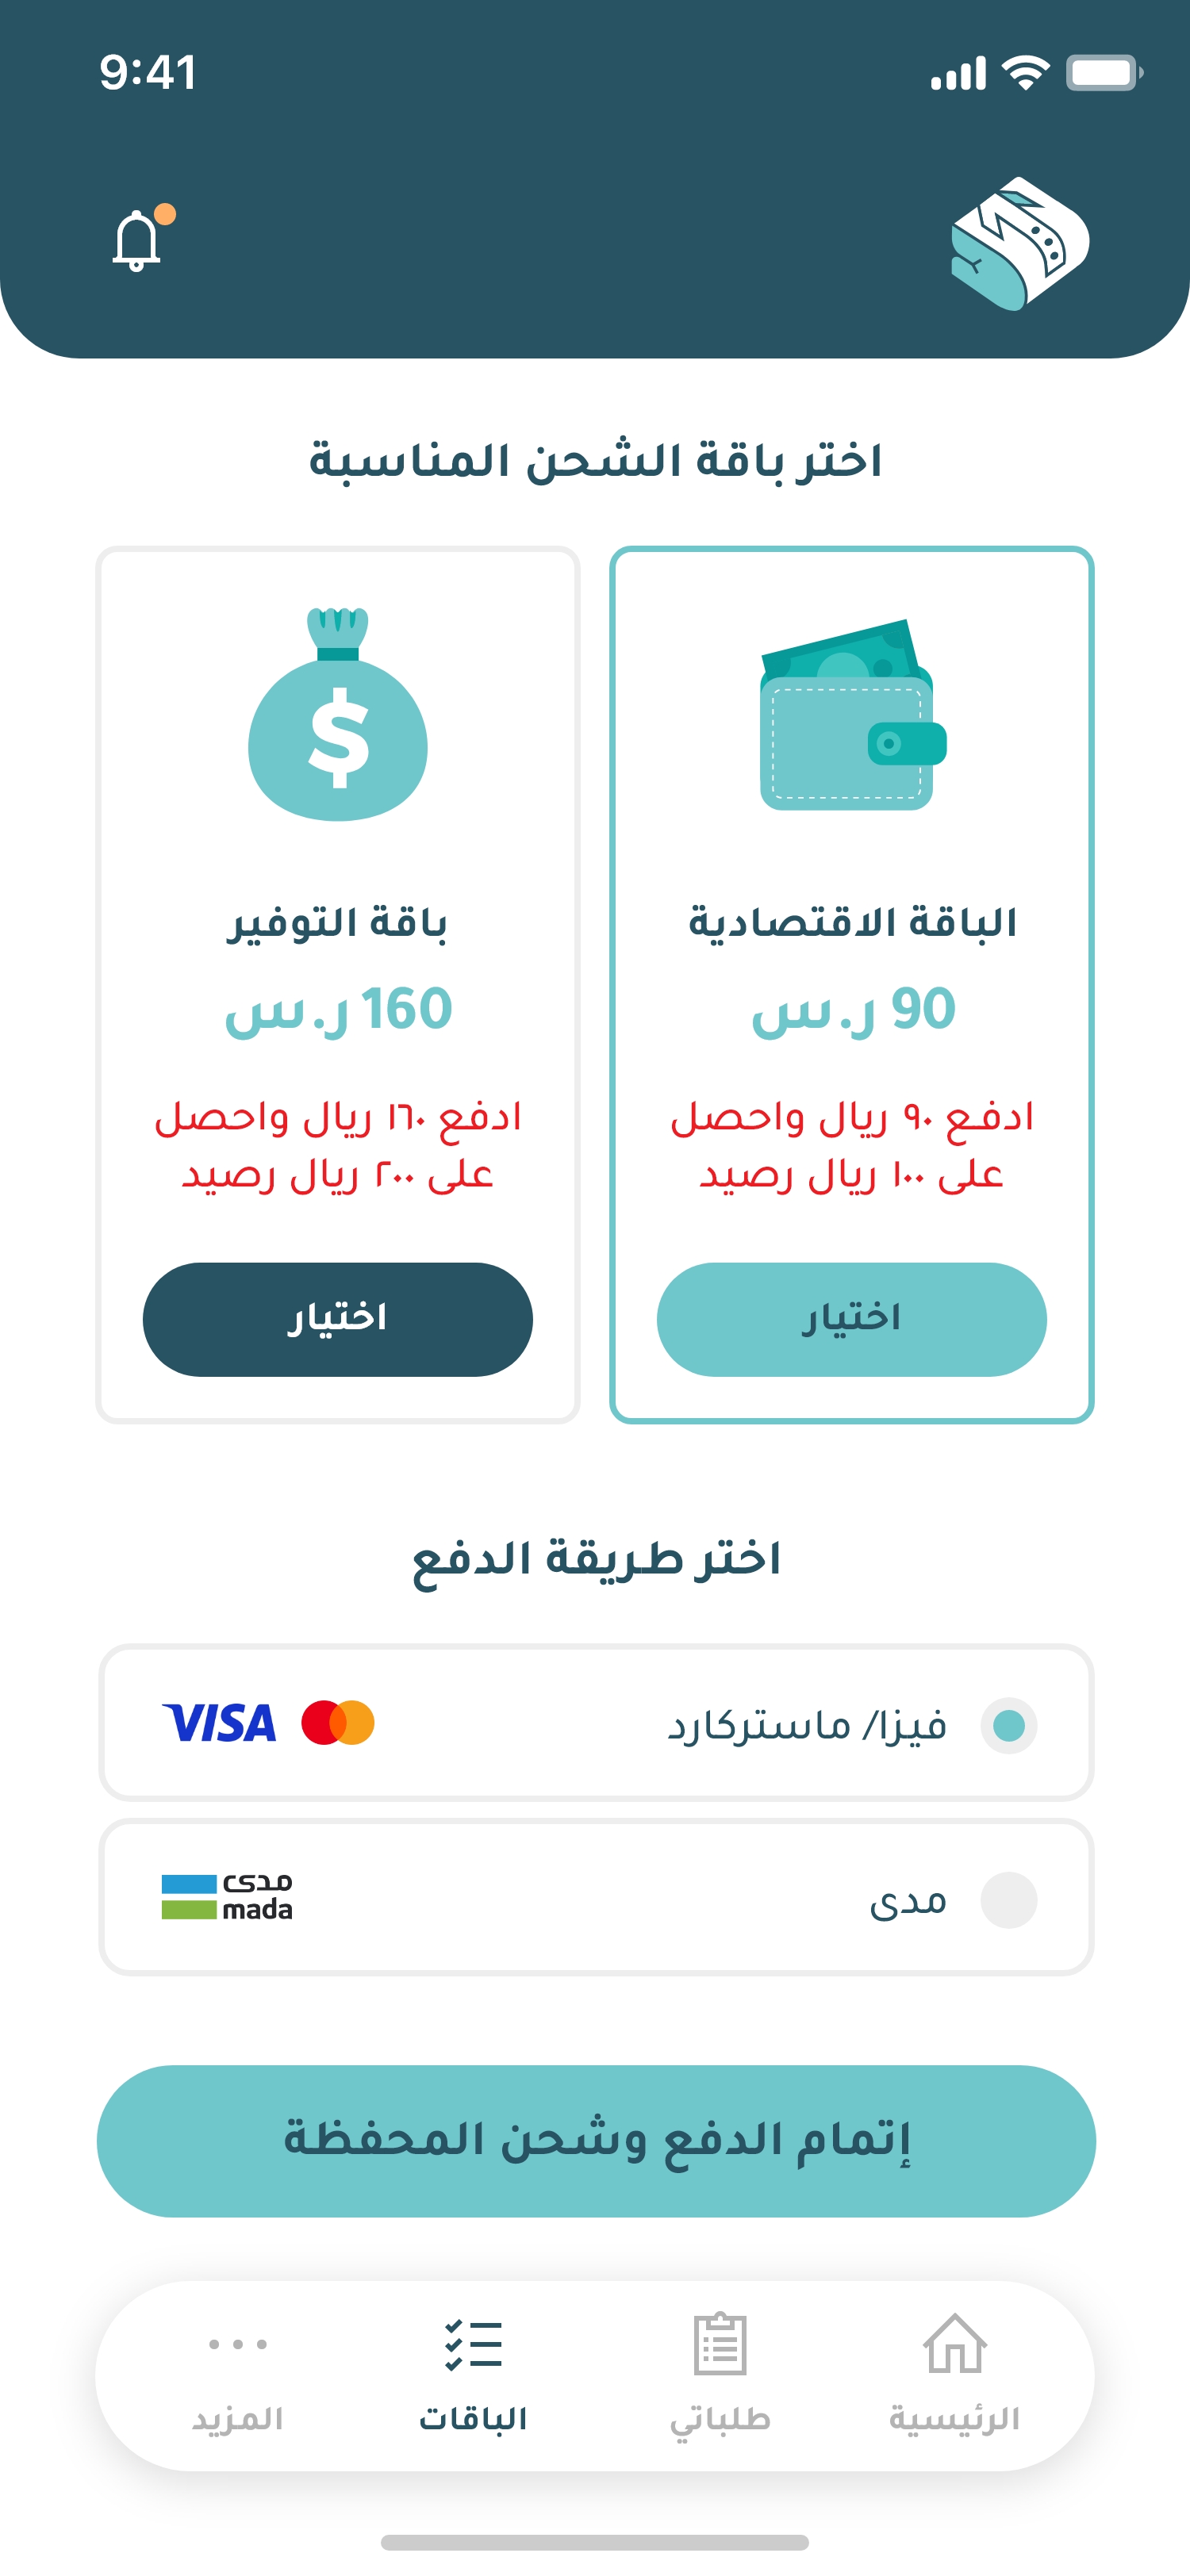 9:41
اختر باقة الشحن المناسبة
الباقة الاقتصادية
90 ر.س
ادفع ٩٠ ريال واحصل
على ١٠٠ ريال رصيد
اختيار
$
باقة التوفير
160 ر.س
ادفع ١٦٠ ريال واحصل
على ٢٠٠ ريال رصيد
اختيار
اختر طريقة الدفع
فيزا/ ماستركارد
VISA
مدى
مدى
mada
إتمام الدفع وشحن المحفظة
الرئيسية
طلباتي
الباقات
المزيد